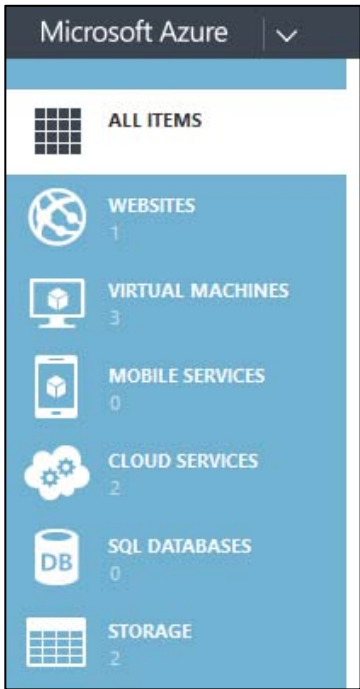 Microsoft Azure
ALL ITEMS
WEBSITES
1
VIRTUAL MACHINES
3
MOBILE SERVICES
0
CLOUD SERVICES
2
DB
SQL DATABASES
0
STORAGE
2